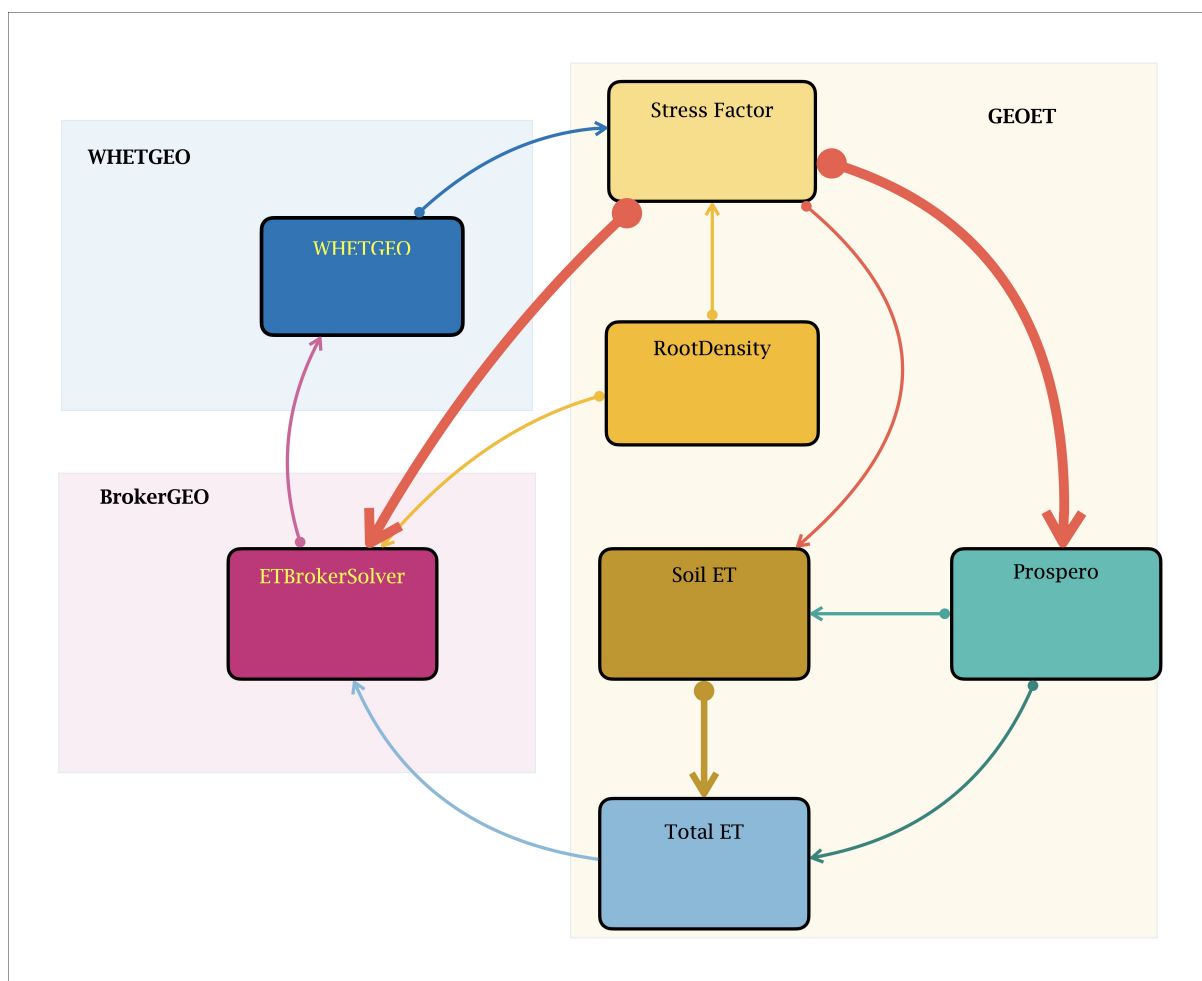 Stress Factor
GEOET
WHETGEO
WHETGEO
RootDensity
BrokerGEO
ETBrokerSolver
Soil ET
Prospero
Total ET